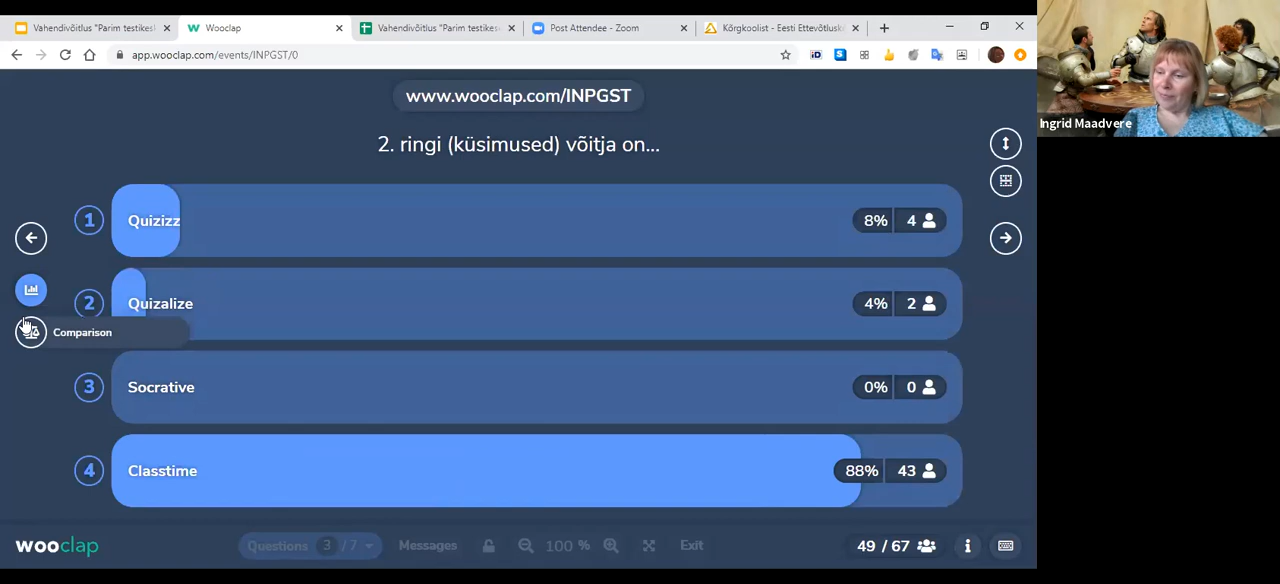 Vahendivõitlus "Parim testikes
Wooclap
Vahendivõitlus "Parim testikes
Post Attendee - Zoom
Kõrgkoolist - Eesti Ettevõtlusk
app.wooclap.com/events/INPGST/0
Ingrid Maadvere
www.wooclap.com/INPGST
2. ringi (küsimused) võitja on...
1 Quizizz 8% 4
2 Quizalize 4% 2
Comparison
3 Socrative 0% 0
4 Classtime 88% 43
wooclap Questions 3 / 7 Messages 100 % Exit 49 / 67